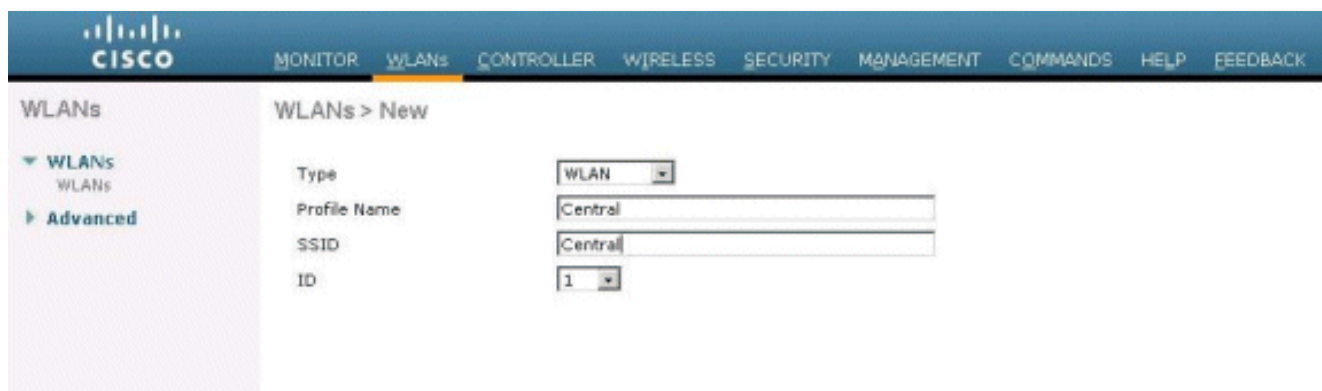 CISCO
MONITOR WLANs CONTROLLER WIRELESS SECURITY MANAGEMENT COMMANDS HELP FEEDBACK
WLANs
WLANs
WLANs
Advanced
WLANs > New
Type WLAN
Profile Name Central
SSID Central
ID 1